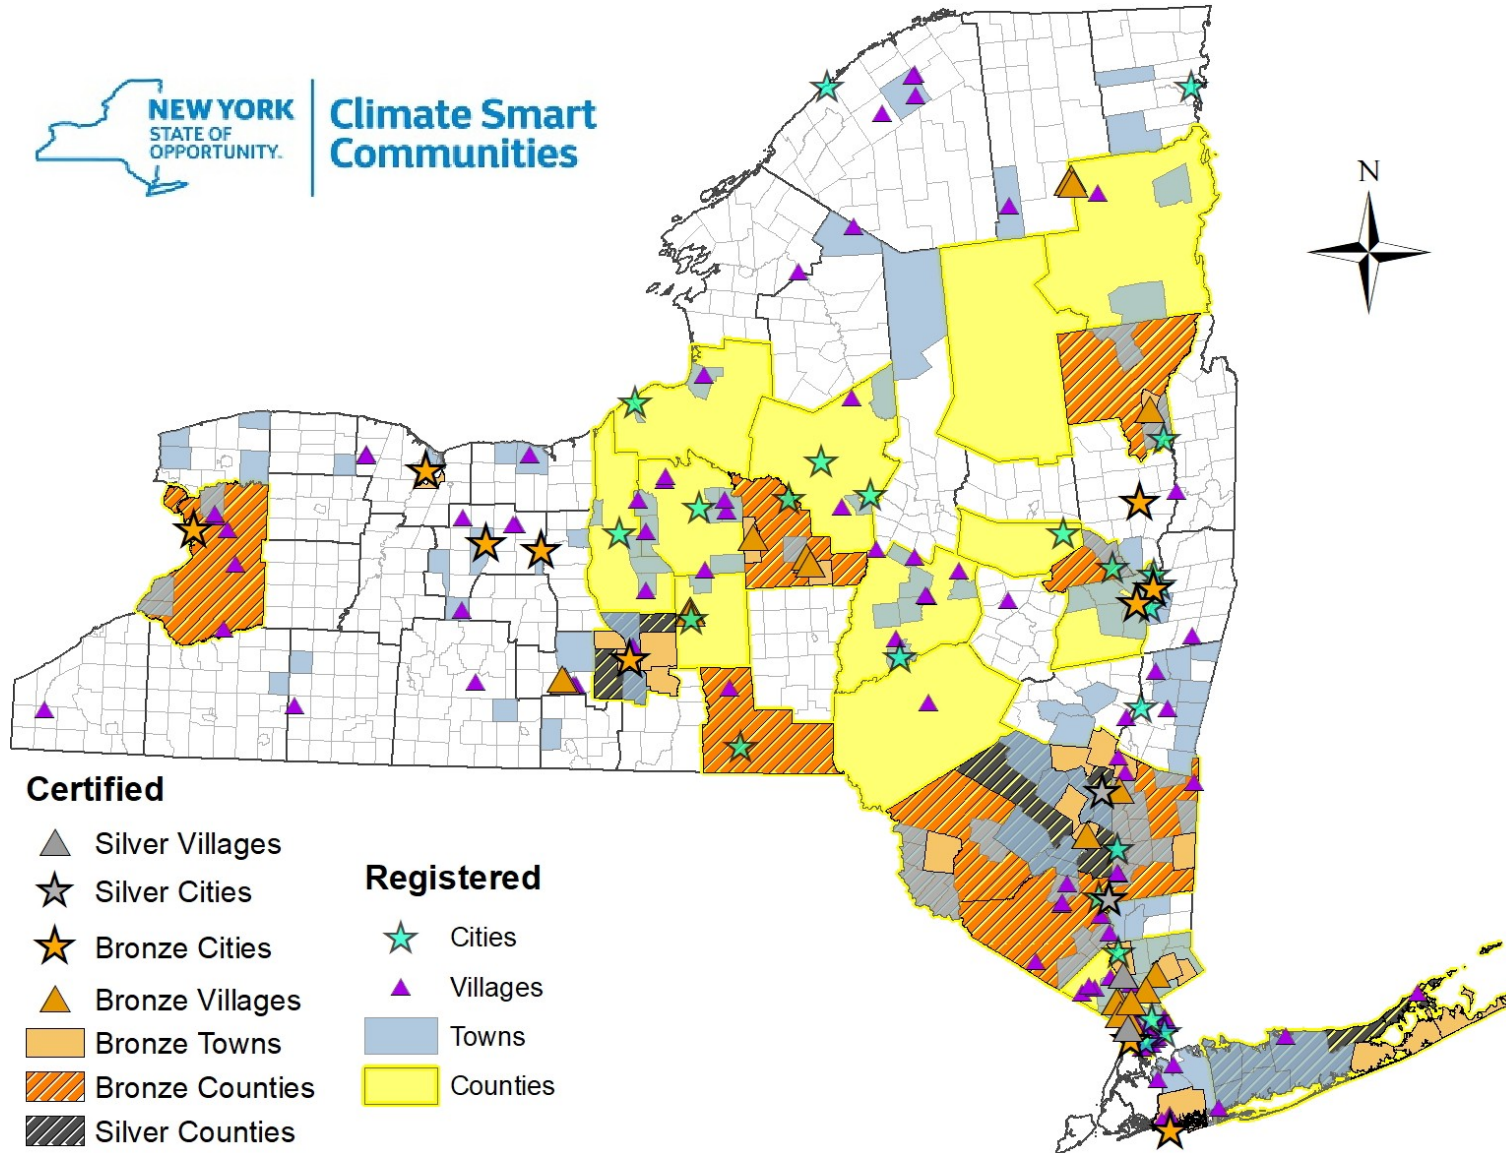 NEW YORK
STATE OF
OPPORTUNITY.
Climate Smart
Communities
N
Certified
Silver Villages
Silver Cities
Bronze Cities
Bronze Villages
Bronze Towns
Bronze Counties
Silver Counties
Registered
Cities
Villages
Towns
Counties